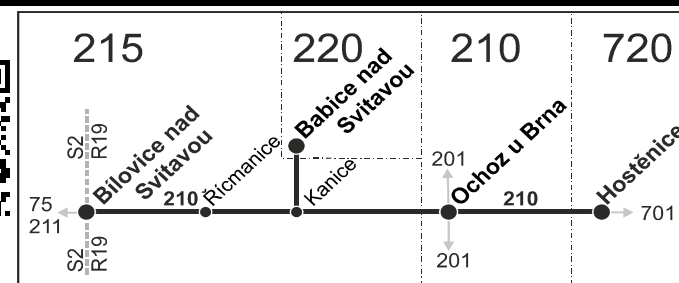 215
220
210
720
Bílovice nad
Svitavou
Řícmanice
Babice nad
Svitavou
Kanice
Ochoz u Brna
Hostěnice
S2
R19
S2
R19
75
211
210
201
201
210
701